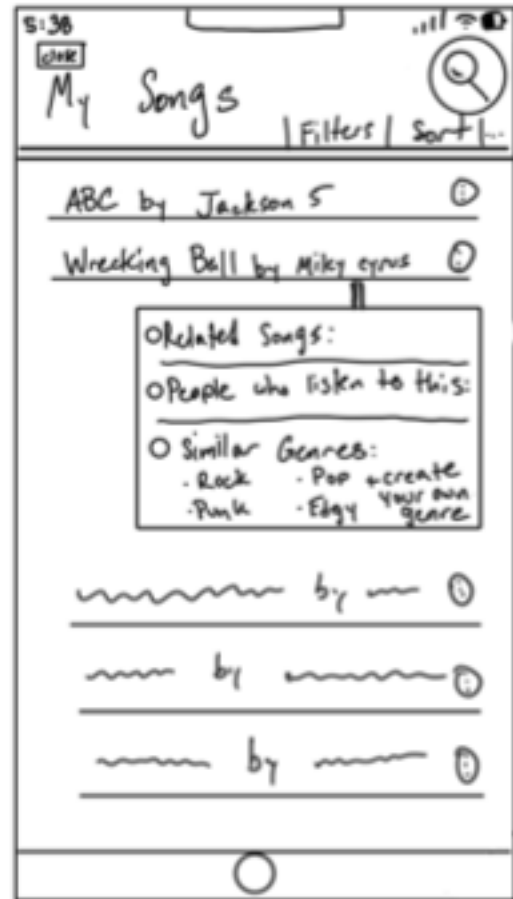 5:38
close
My Songs
| Filters | Sort | ...
ABC by Jackson 5
Wrecking Ball by Miley cyrus
Related Songs:
People who listen to this:
Similar Genres:
- Rock - Pop + create your own genre
- Punk - Edgy
by
by
by